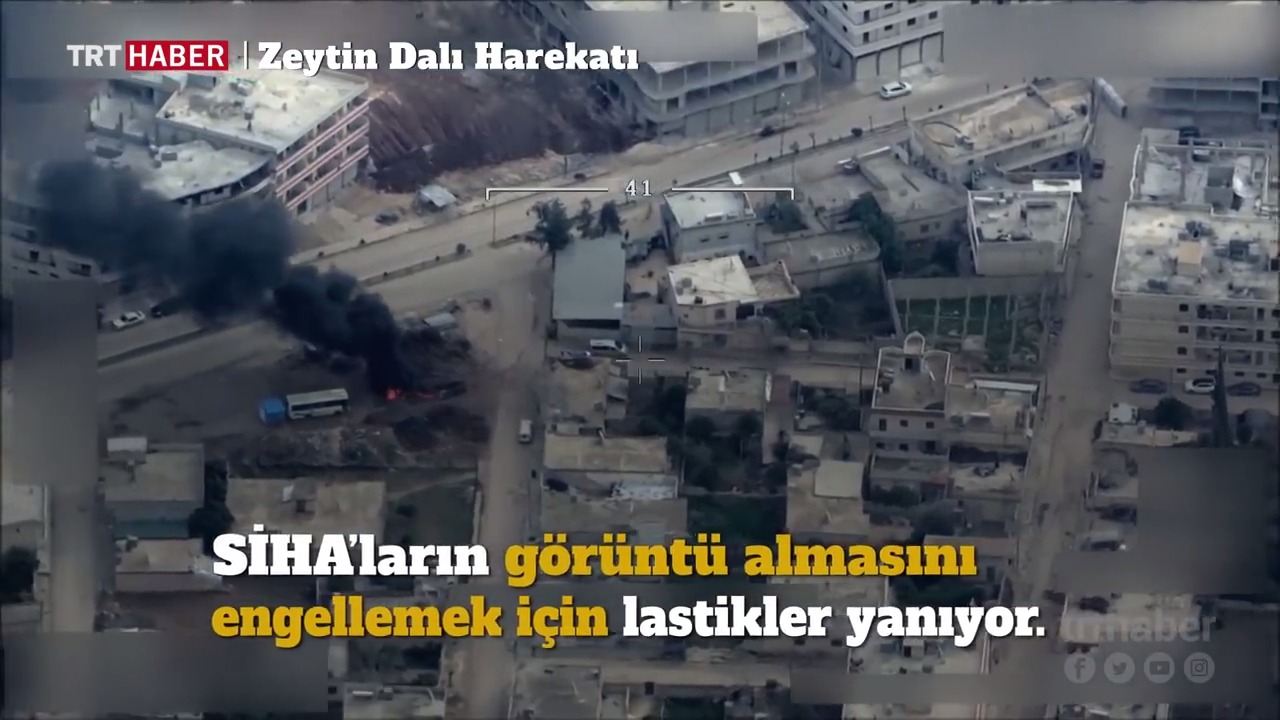 TRT HABER | Zeytin Dalı Harekatı
41
SİHA'ların görüntü almasını
engellemek için lastikler yanıyor.
trthaber